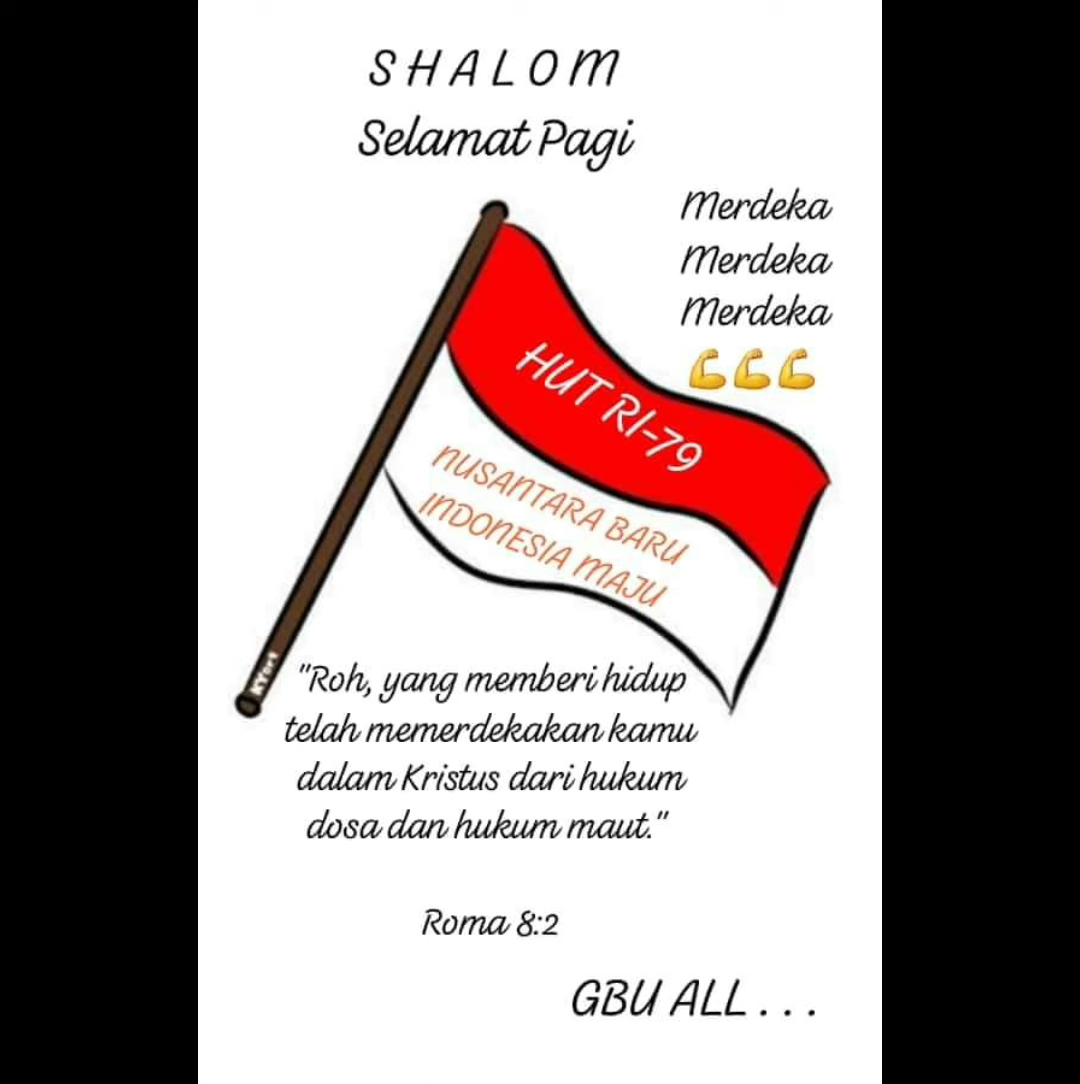 SHALOM
Selamat Pagi
Merdeka
Merdeka
Merdeka
💪💪💪
HUT RI-79
NUSANTARA BARU
INDONESIA MAJU
"Roh, yang memberi hidup
telah memerdekakan kamu
dalam Kristus dari hukum
dosa dan hukum maut."
Roma 8:2
GBU ALL . . .